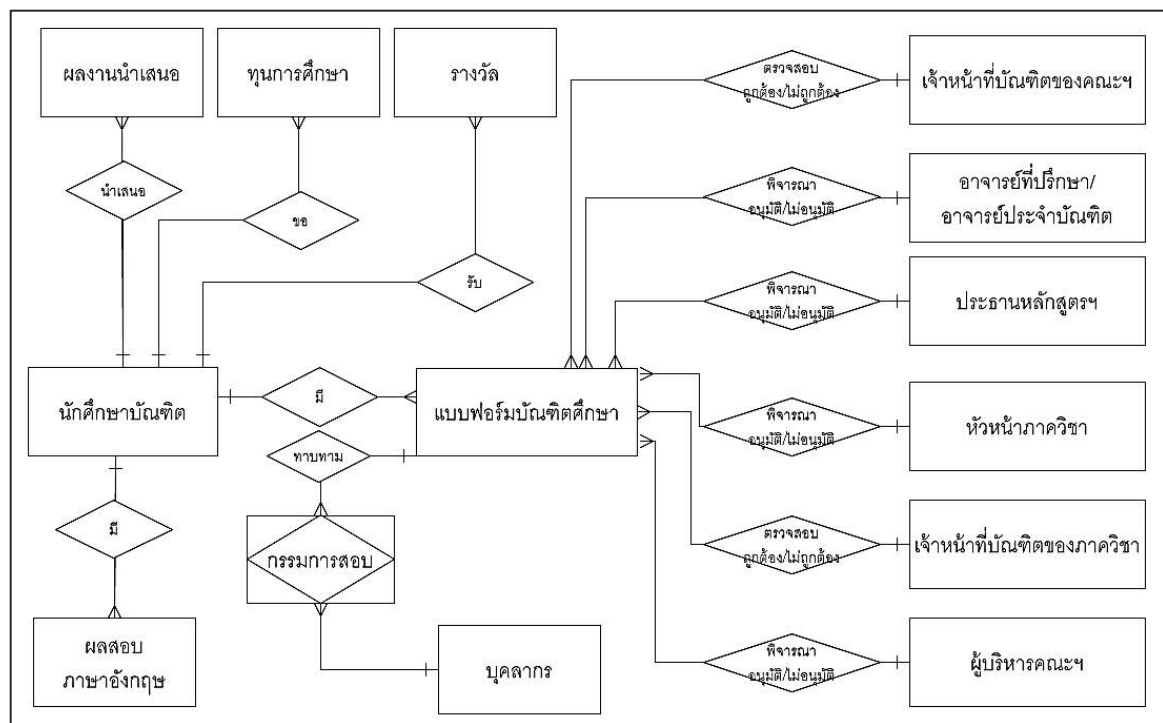 ผลงานนำเสนอ
ทุนการศึกษา
รางวัล
ตรวจสอบ
ถูกต้อง/ไม่ถูกต้อง
เจ้าหน้าที่บัณฑิตของคณะฯ
นำเสนอ
ขอ
รับ
พิจารณา
อนุมัติ/ไม่อนุมัติ
อาจารย์ที่ปรึกษา/
อาจารย์ประจำบัณฑิต
พิจารณา
อนุมัติ/ไม่อนุมัติ
ประธานหลักสูตรฯ
นักศึกษาบัณฑิต
มี
แบบฟอร์มบัณฑิตศึกษา
พิจารณา
อนุมัติ/ไม่อนุมัติ
หัวหน้าภาควิชา
ทาบทาม
มี
กรรมการสอบ
ตรวจสอบ
ถูกต้อง/ไม่ถูกต้อง
เจ้าหน้าที่บัณฑิตของภาควิชา
ผลสอบ
ภาษาอังกฤษ
บุคลากร
พิจารณา
อนุมัติ/ไม่อนุมัติ
ผู้บริหารคณะฯ